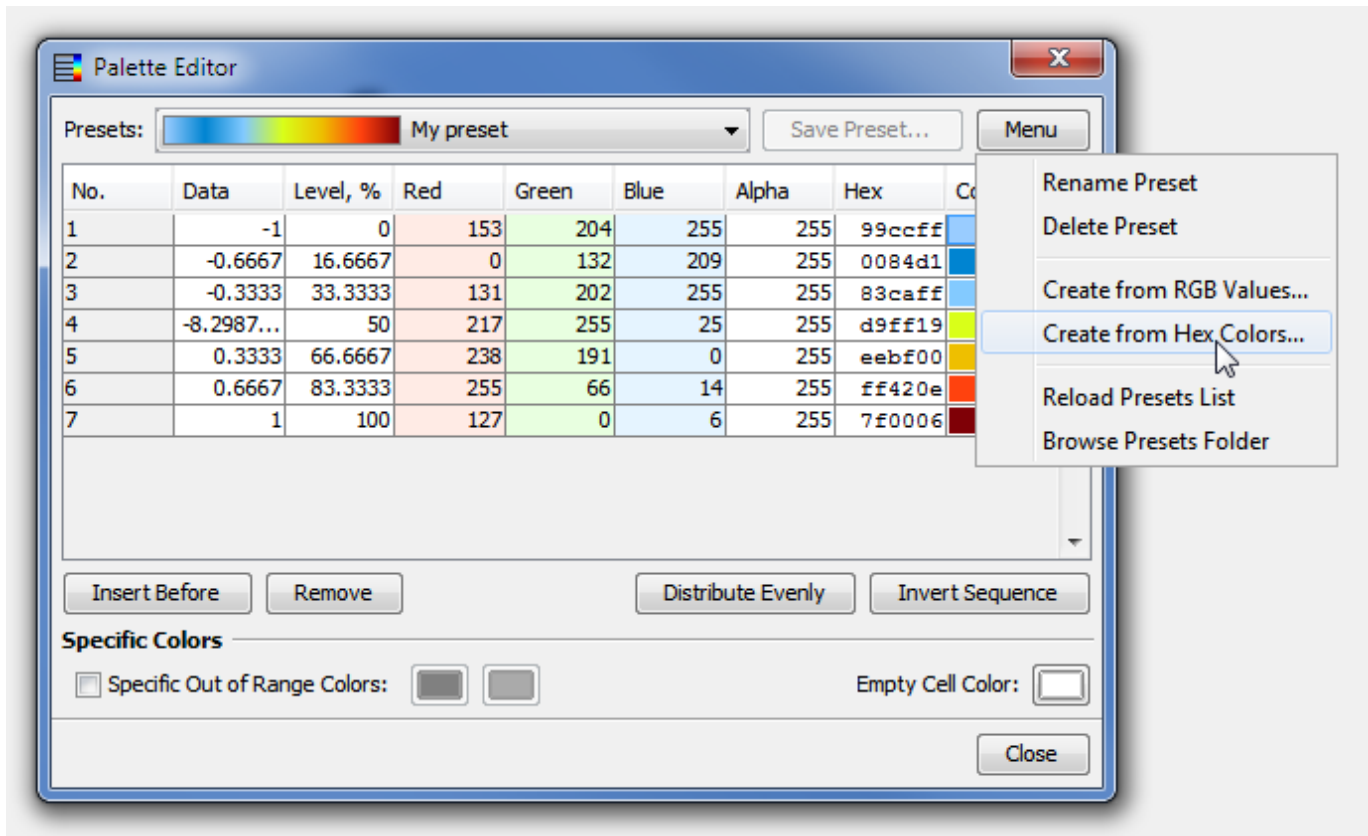 Palette Editor
Presets: My preset Save Preset... Menu
No. Data Level, % Red Green Blue Alpha Hex
1 -1 0 153 204 255 255 99ccff
2 -0.6667 16.6667 0 132 209 255 0084d1
3 -0.3333 33.3333 131 202 255 255 83caff
4 -8.2987... 50 217 255 25 255 d9ff19
5 0.3333 66.6667 238 191 0 255 eebf00
6 0.6667 83.3333 255 66 14 255 ff420e
7 1 100 127 0 6 255 7f0006
Rename Preset
Delete Preset
Create from RGB Values...
Create from Hex Colors...
Reload Presets List
Browse Presets Folder
Insert Before Remove Distribute Evenly Invert Sequence
Specific Colors
Specific Out of Range Colors: Empty Cell Color:
Close